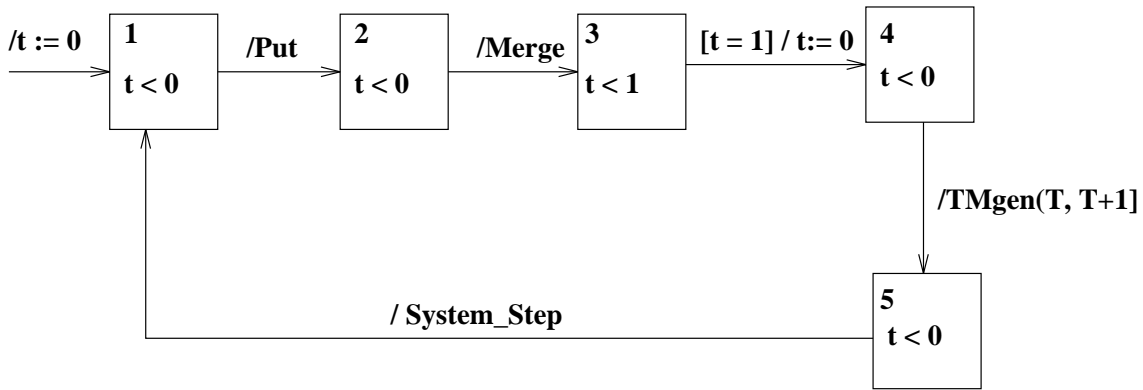 /t := 0
1
t < 0
/Put
2
t < 0
/Merge
3
t < 1
[t = 1] / t:= 0
4
t < 0
/TMgen(T, T+1]
5
t < 0
/ System_Step